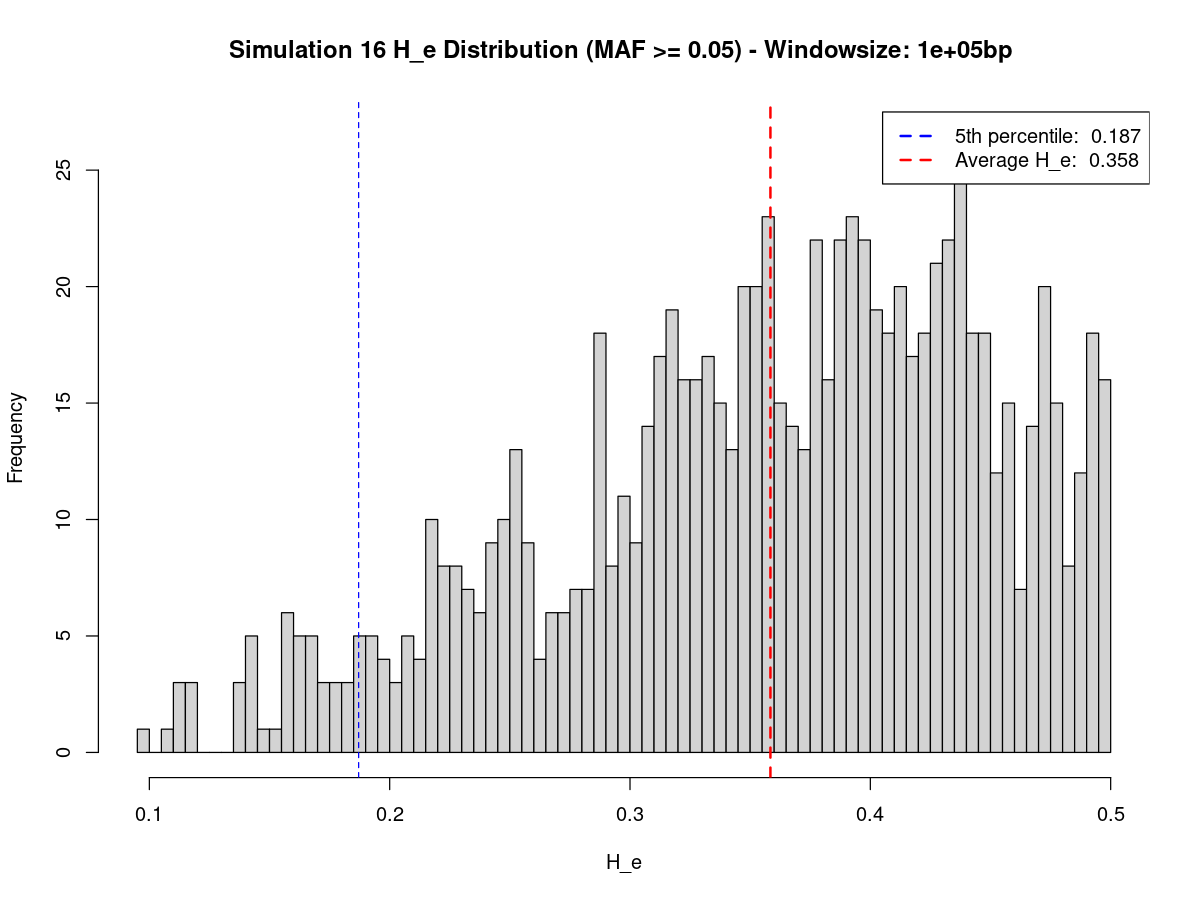 Simulation 16 H_e Distribution (MAF >= 0.05) - Windowsize: 1e+05bp
5th percentile: 0.187
Average H_e: 0.358
25
20
15
10
5
0
Frequency
0.1 0.2 0.3 0.4 0.5
H_e